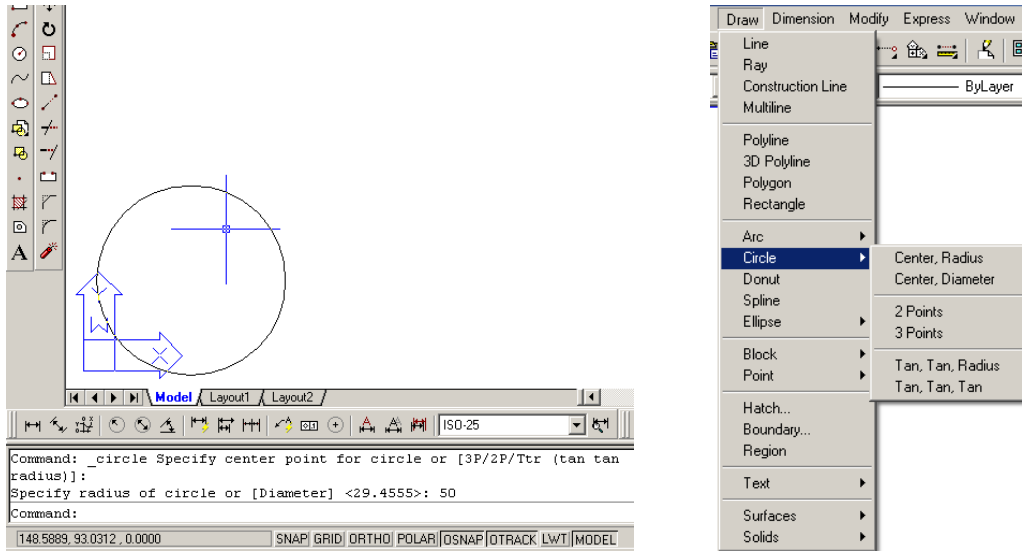 A
W
X
Model Layout1 Layout2
ISO-25
Command: _circle Specify center point for circle or [3P/2P/Ttr (tan tan
radius)]:
Specify radius of circle or [Diameter] <29.4555>: 50
Command:
148.5889, 93.0312 , 0.0000 SNAP GRID ORTHO POLAR OSNAP OTRACK LWT MODEL
Draw Dimension Modify Express Window
Line
Ray
Construction Line
Multiline
ByLayer
Polyline
3D Polyline
Polygon
Rectangle
Arc
Circle
Donut
Spline
Ellipse
Block
Point
Hatch...
Boundary...
Region
Text
Surfaces
Solids
Center, Radius
Center, Diameter
2 Points
3 Points
Tan, Tan, Radius
Tan, Tan, Tan